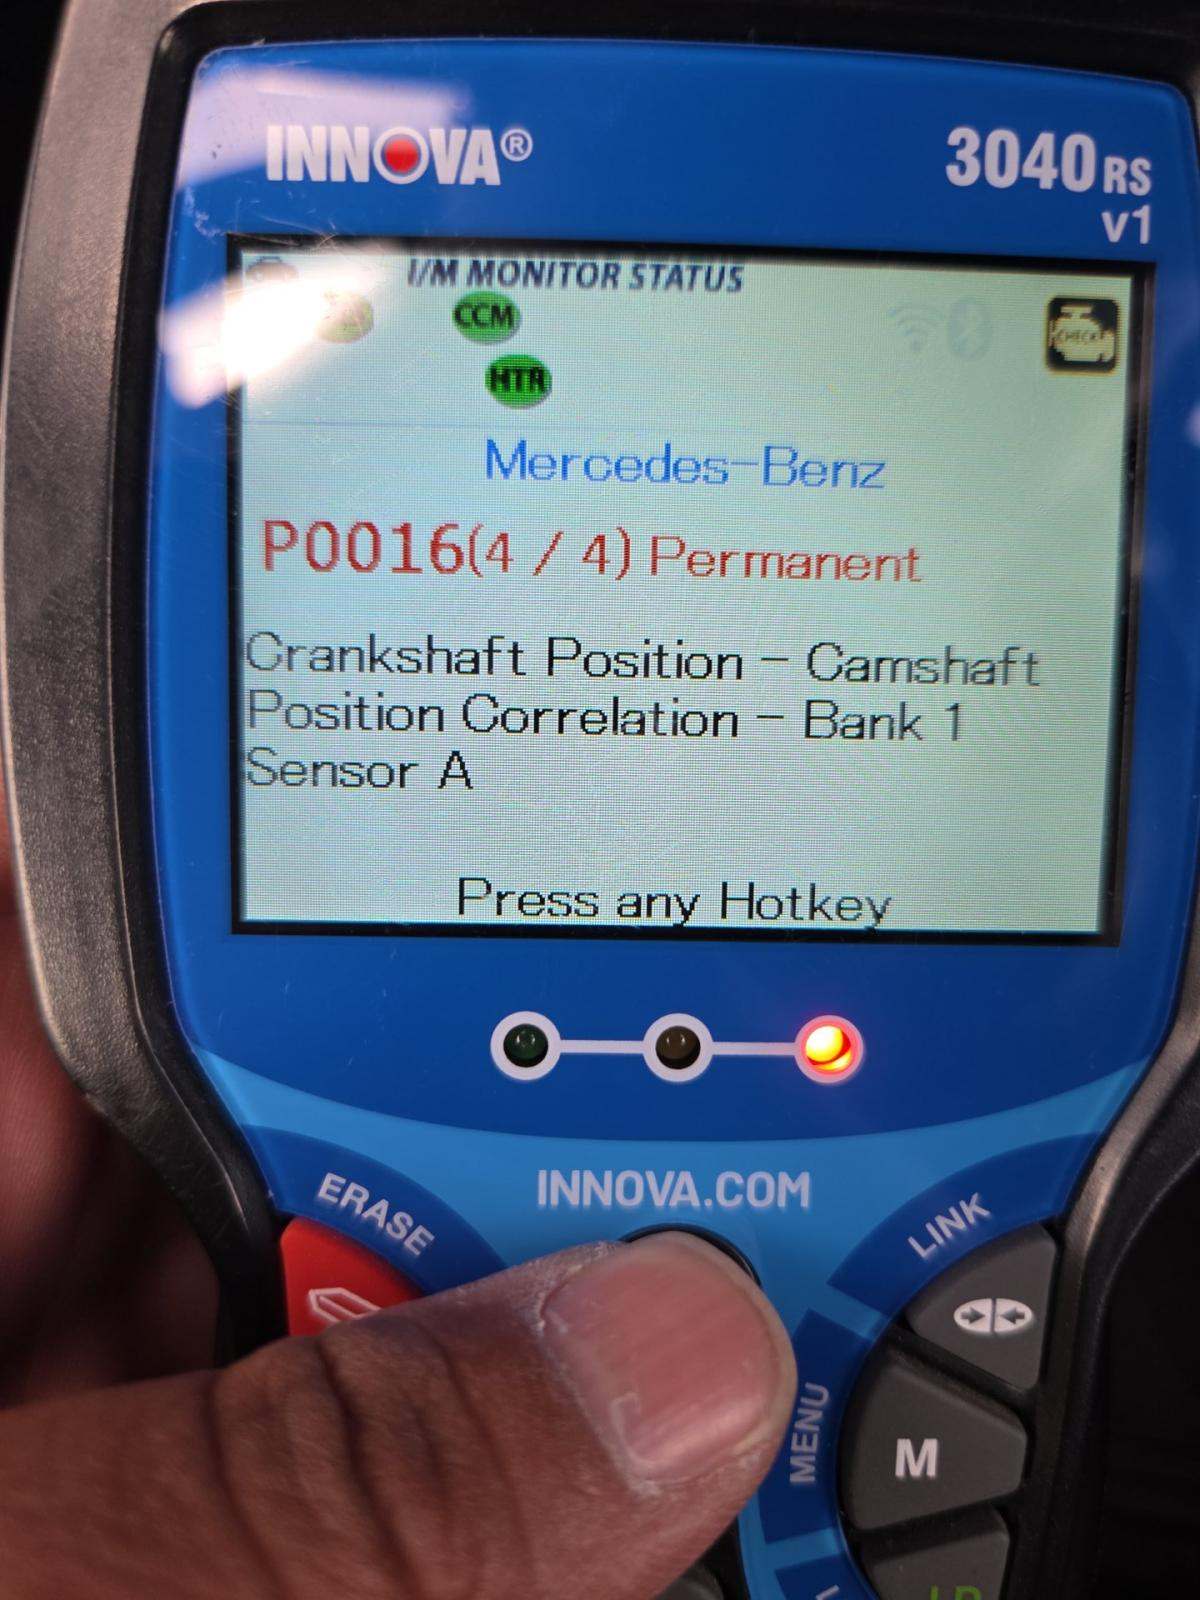 INNOVA®
3040RS
v1
I/M MONITOR STATUS
CCM
CHECK
HTR
Mercedes-Benz
P0016(4 / 4) Permanent
Crankshaft Position - Camshaft
Position Correlation - Bank 1
Sensor A
Press any Hotkey
INNOVA.COM
ERASE
LINK
MENU
M